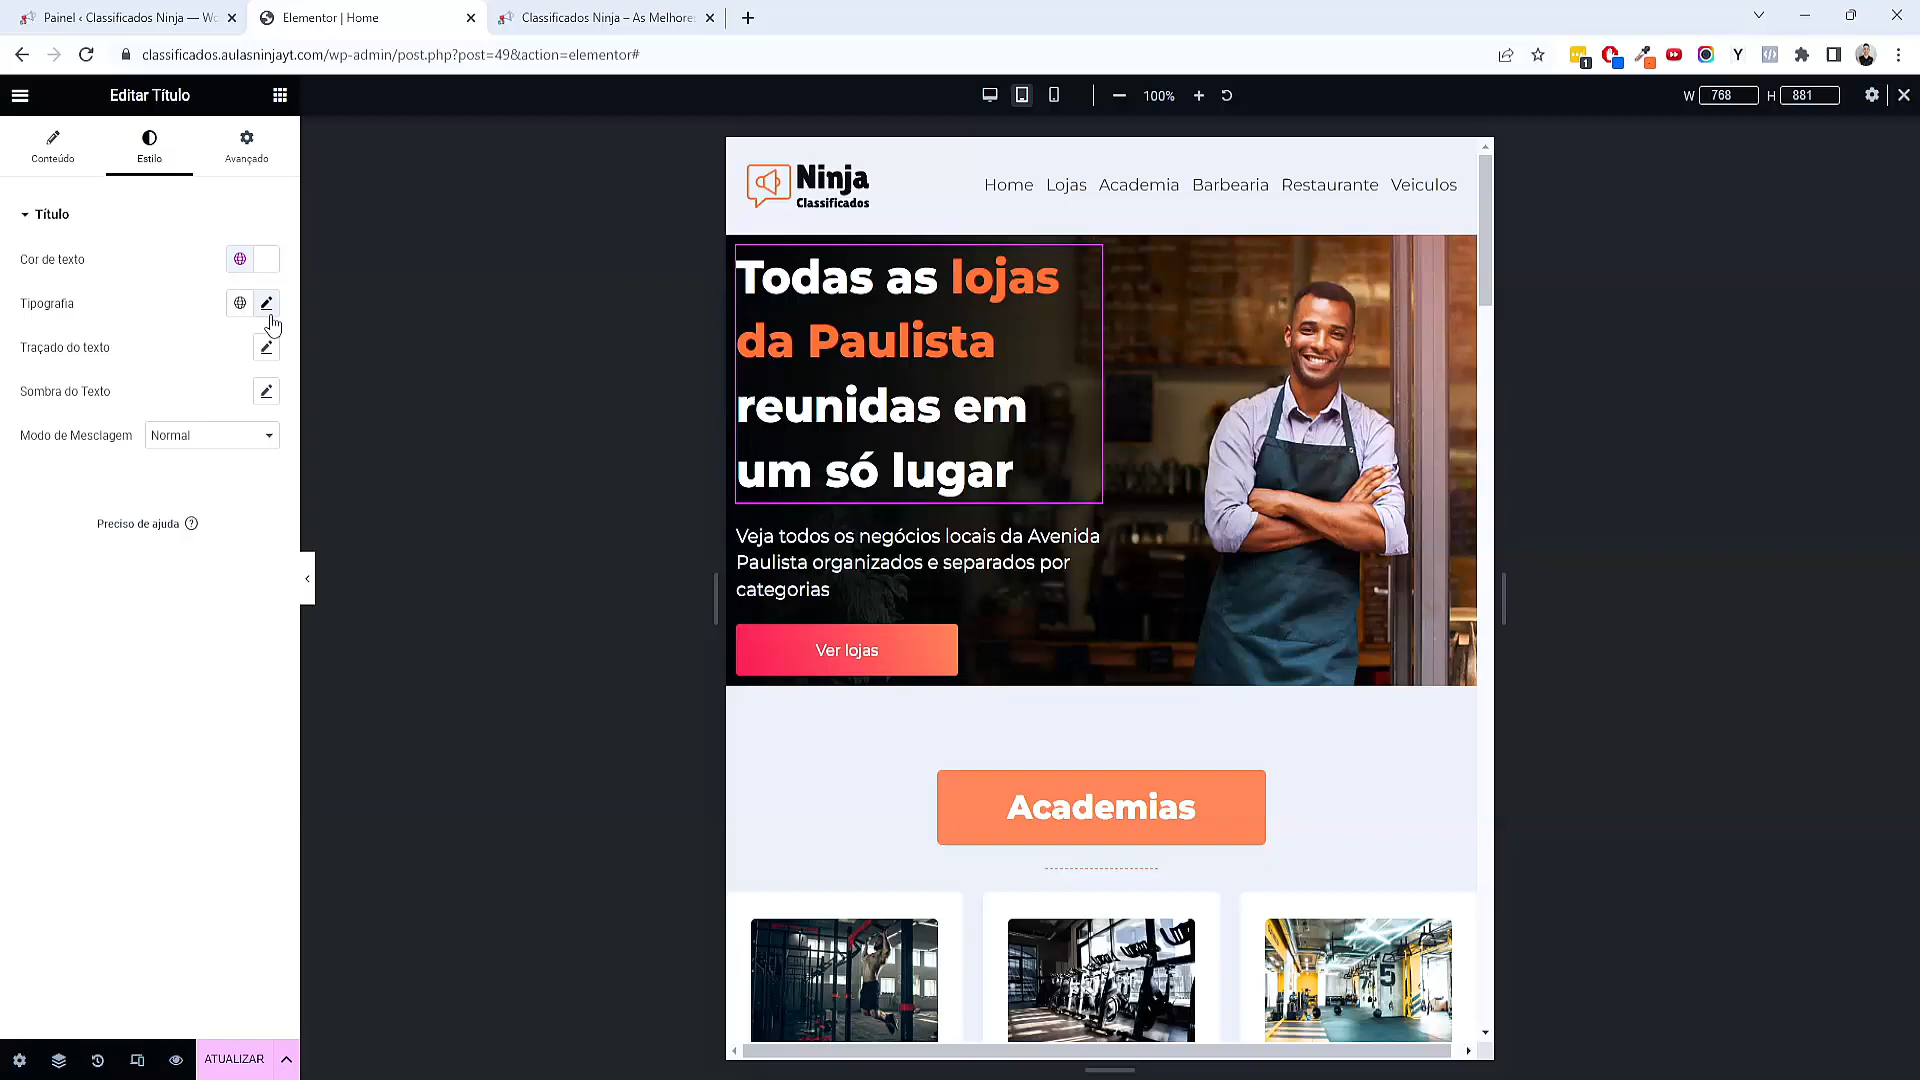 Painel ‹ Classificados Ninja — Wo
Elementor | Home
Classificados Ninja – As Melhores
classificados.aulasninjayt.com/wp-admin/post.php?post=49&action=elementor#
1
Y
Editar Título
100%
W 768 H 881
Conteúdo
Estilo
Avançado
Título
Cor de texto
Tipografia
Traçado do texto
Sombra do Texto
Modo de Mesclagem
Normal
Preciso de ajuda ?
ATUALIZAR
Ninja
Classificados
Home Lojas Academia Barbearia Restaurante Veiculos
Todas as lojas
da Paulista
reunidas em
um só lugar
Veja todos os negócios locais da Avenida
Paulista organizados e separados por
categorias
Ver lojas
Academias
5